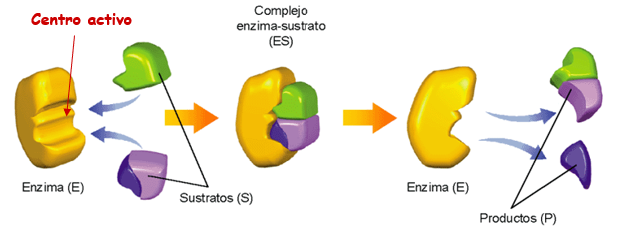 Centro activo
Complejo
enzima-sustrato
(ES)
Enzima (E)
Sustratos (S)
Enzima (E)
Productos (P)